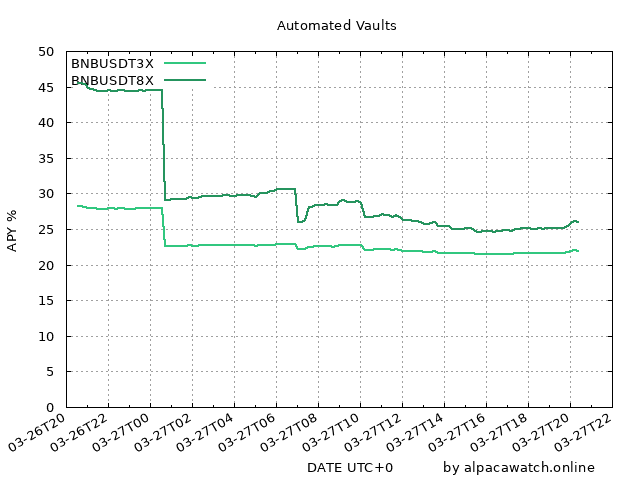 Automated Vaults
50
BNBUSDT3X
BNBUSDT8X
45
40
35
30
25
20
15
10
5
0
APY %
03-26T20
03-26T22
03-27T00
03-27T02
03-27T04
03-27T06
03-27T08
03-27T10
03-27T12
03-27T14
03-27T16
03-27T18
03-27T20
03-27T22
DATE UTC+0
by alpacawatch.online